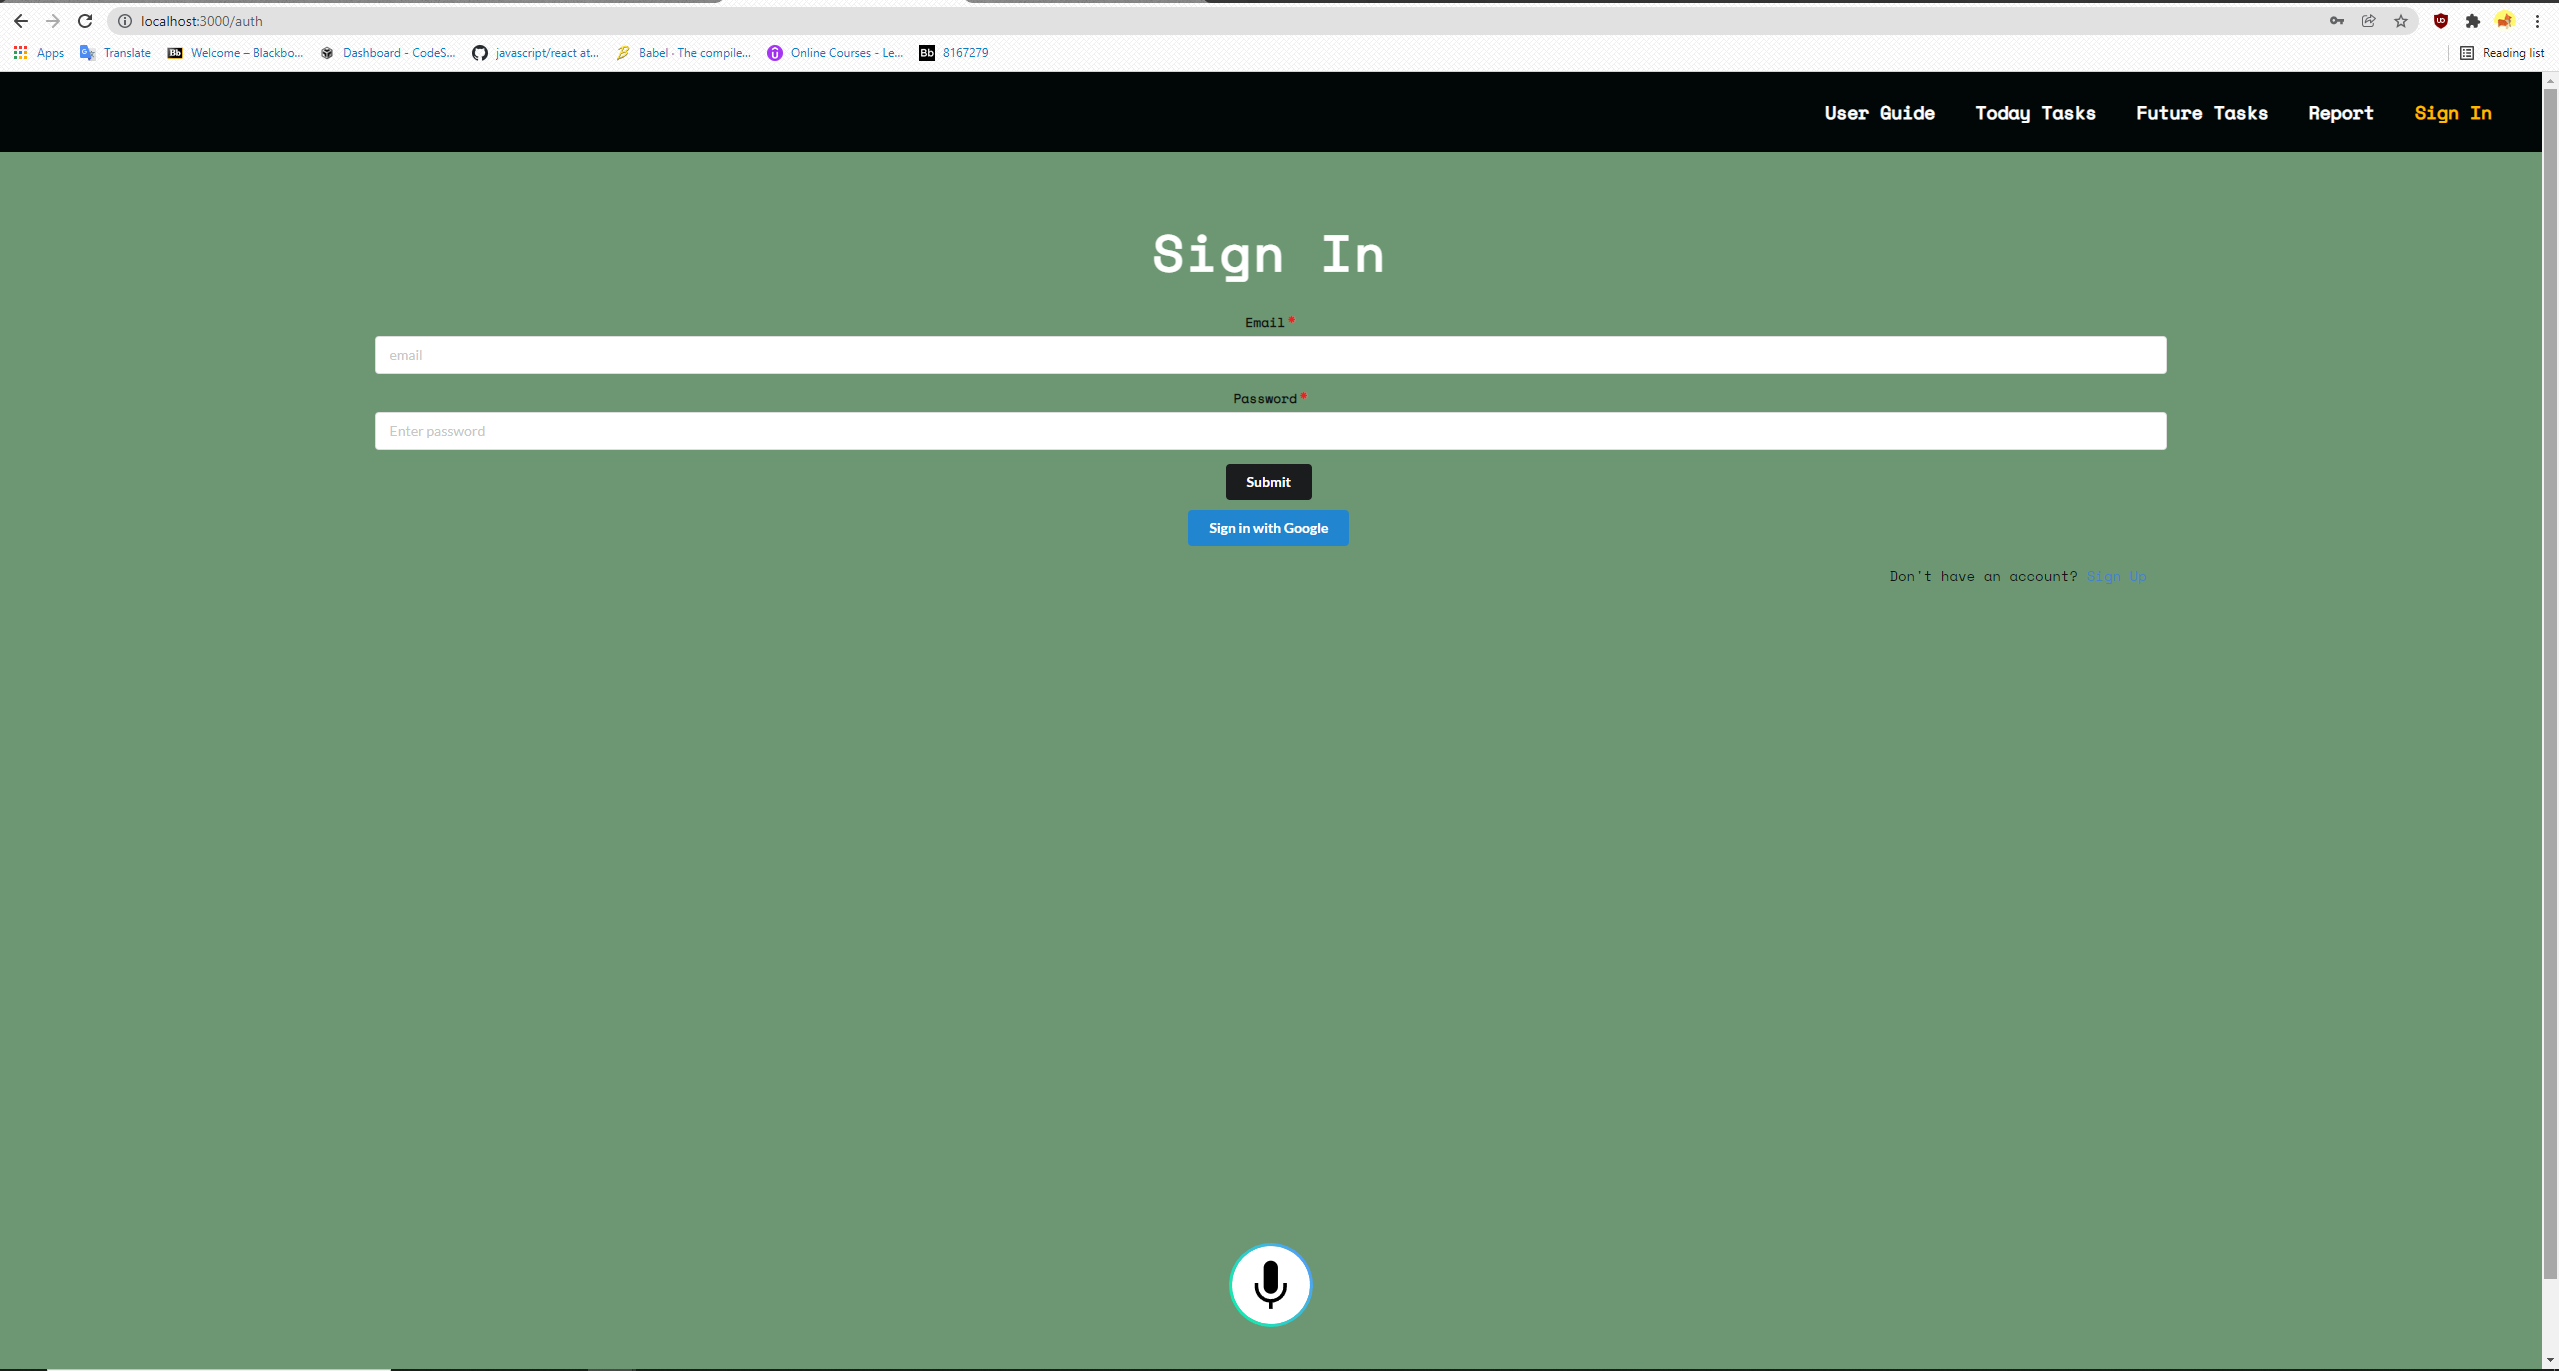 localhost:3000/auth
Apps Translate Welcome – Blackbo... Dashboard - CodeS... javascript/react at... Babel · The compile... Online Courses - Le... Bb 8167279 Reading list
User Guide Today Tasks Future Tasks Report Sign In
Sign In
Email*
email
Password*
Enter password
Submit
Sign in with Google
Don't have an account? Sign Up